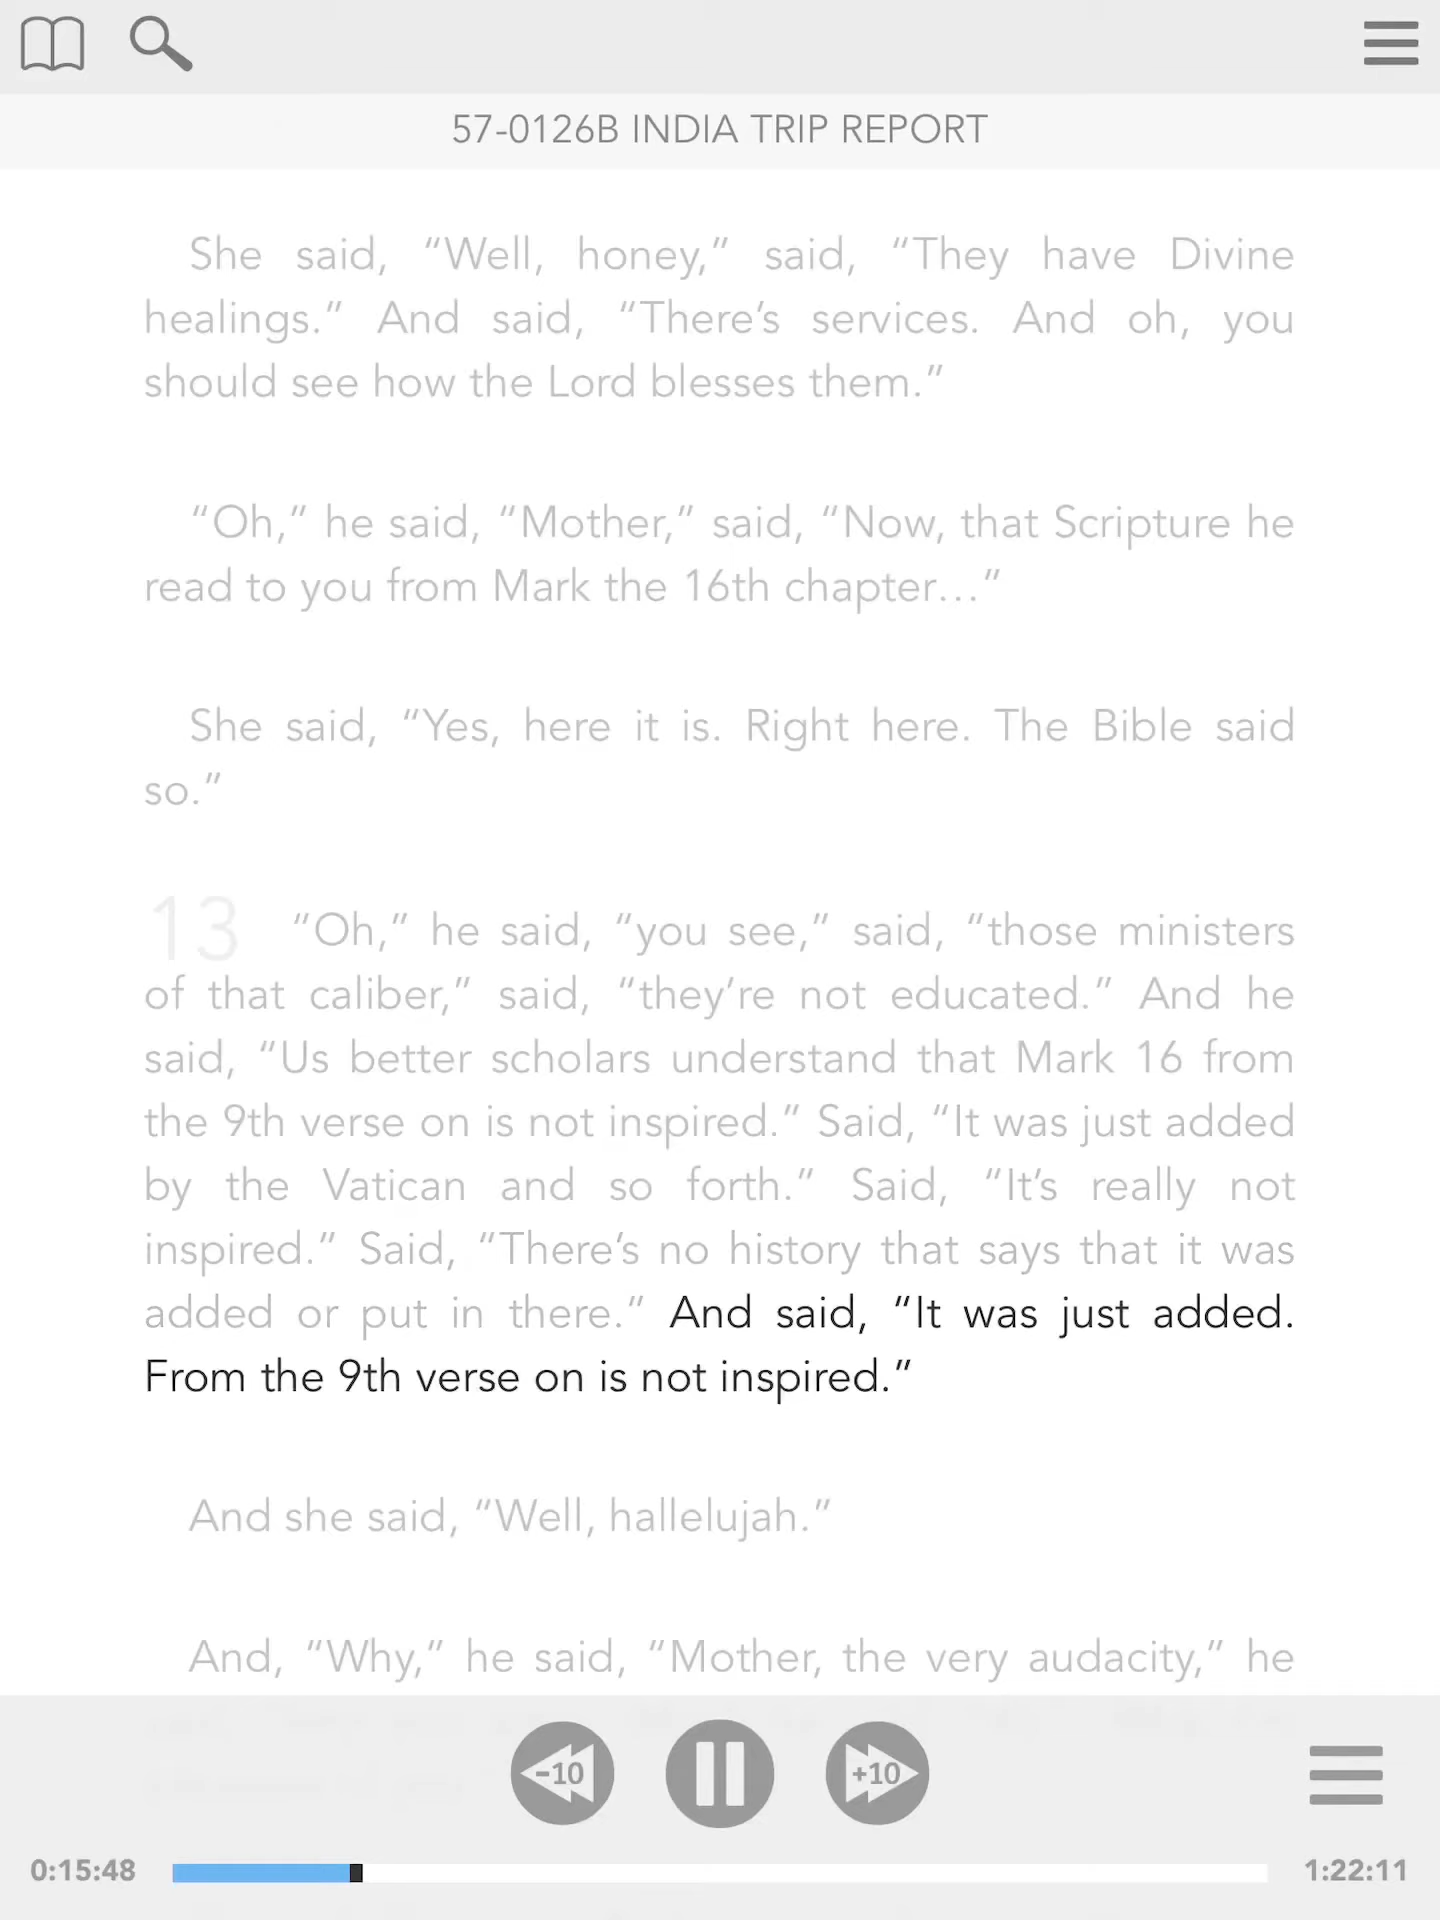 57-0126B INDIA TRIP REPORT
She said, “Well, honey,” said, “They have Divine
healings.” And said, “There’s services. And oh, you
should see how the Lord blesses them.”
“Oh,” he said, “Mother,” said, “Now, that Scripture he
read to you from Mark the 16th chapter…”
She said, “Yes, here it is. Right here. The Bible said
so.”
13 “Oh,” he said, “you see,” said, “those ministers
of that caliber,” said, “they’re not educated.” And he
said, “Us better scholars understand that Mark 16 from
the 9th verse on is not inspired.” Said, “It was just added
by the Vatican and so forth.” Said, “It’s really not
inspired.” Said, “There’s no history that says that it was
added or put in there.” And said, “It was just added.
From the 9th verse on is not inspired.”
And she said, “Well, hallelujah.”
And, “Why,” he said, “Mother, the very audacity,” he
-10 +10
0:15:48 1:22:11